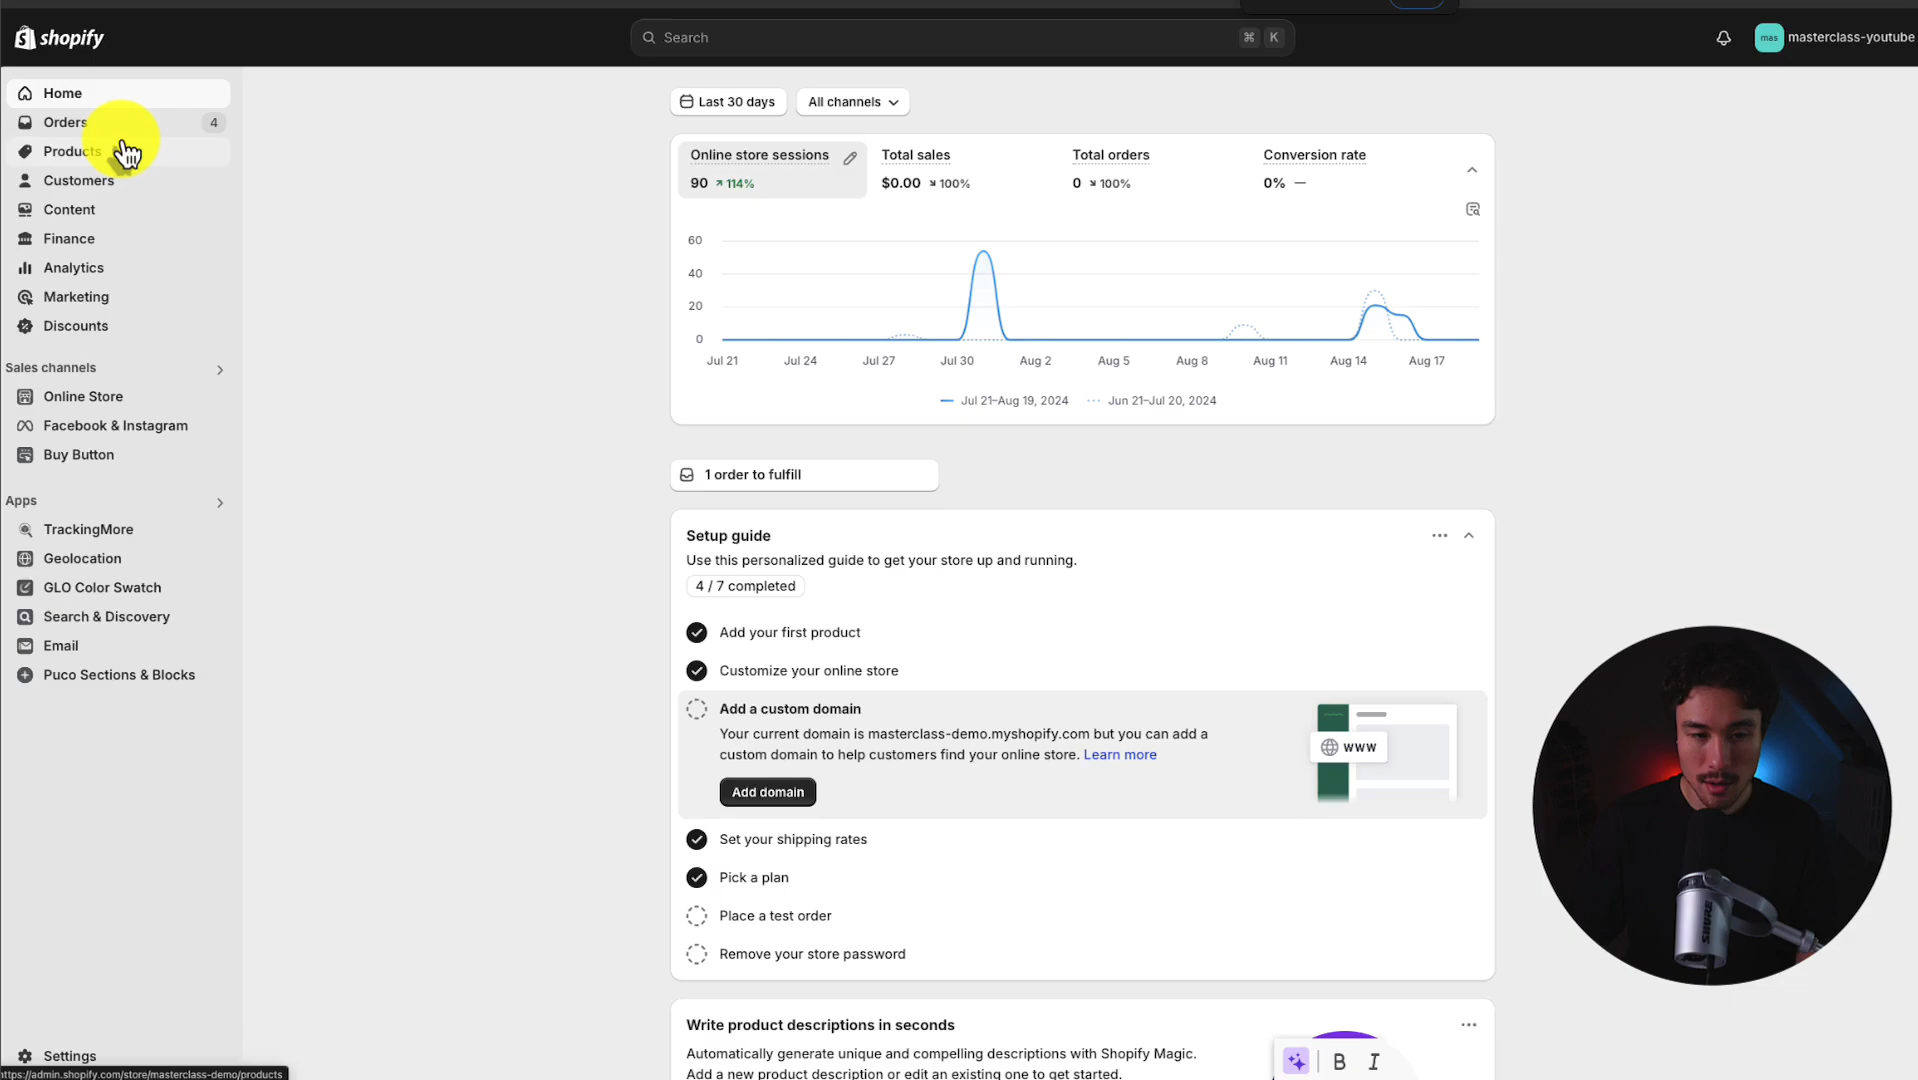 shopify
Search
⌘ K
mas
masterclass-youtube
Home
Orders 4
Products
Customers
Content
Finance
Analytics
Marketing
Discounts
Sales channels
Online Store
Facebook & Instagram
Buy Button
Apps
TrackingMore
Geolocation
GLO Color Swatch
Search & Discovery
Email
Puco Sections & Blocks
Settings
https://admin.shopify.com/store/masterclass-demo/products
Last 30 days
All channels
Online store sessions
90 114%
Total sales
$0.00 100%
Total orders
0 100%
Conversion rate
0% —
60
40
20
0
Jul 21 Jul 24 Jul 27 Jul 30 Aug 2 Aug 5 Aug 8 Aug 11 Aug 14 Aug 17
Jul 21–Aug 19, 2024 Jun 21–Jul 20, 2024
1 order to fulfill
Setup guide
Use this personalized guide to get your store up and running.
4 / 7 completed
Add your first product
Customize your online store
Add a custom domain
Your current domain is masterclass-demo.myshopify.com but you can add a
custom domain to help customers find your online store. Learn more
Add domain
www
Set your shipping rates
Pick a plan
Place a test order
Remove your store password
Write product descriptions in seconds
Automatically generate unique and compelling descriptions with Shopify Magic.
Add a new product description or edit an existing one to get started.
B I
SHURE